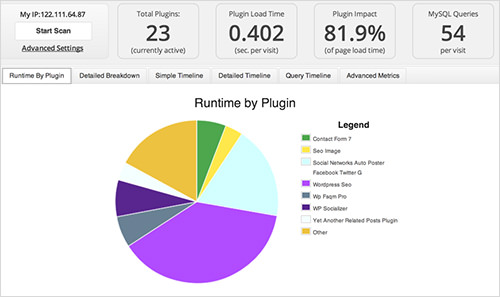 My IP:122.111.64.87
Start Scan
Advanced Settings
Total Plugins:
23
(currently active)
Plugin Load Time
0.402
(sec. per visit)
Plugin Impact
81.9%
(of page load time)
MySQL Queries
54
per visit
Runtime By Plugin
Detailed Breakdown
Simple Timeline
Detailed Timeline
Query Timeline
Advanced Metrics
Runtime by Plugin
Legend
Contact Form 7
Seo Image
Social Networks Auto Poster
Facebook Twitter G
Wordpress Seo
Wp Fsqm Pro
WP Socializer
Yet Another Related Posts Plugin
Other